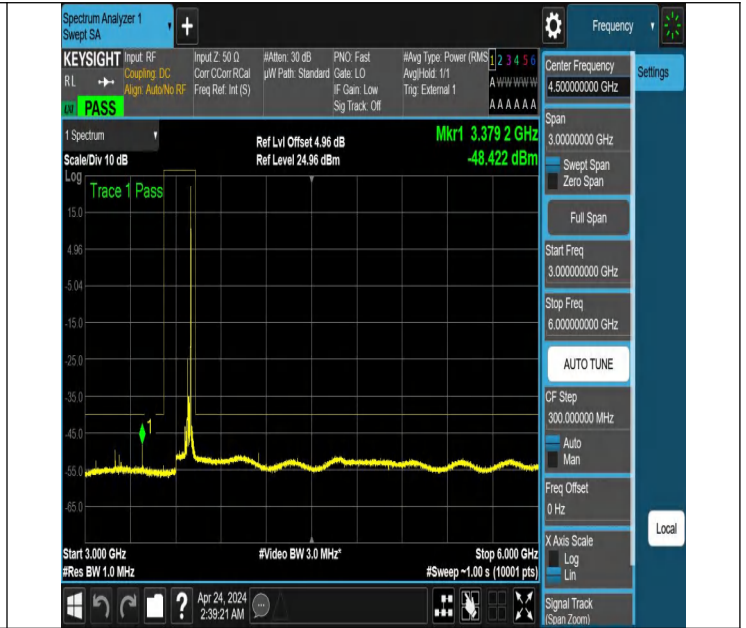 Spectrum Analyzer 1
Swept SA
+
Frequency
KEYSIGHT
RL
PASS
Input: RF
Coupling: DC
Align: Auto/No RF
Input Z: 50 Ω
Corr CCorr RCal
Freq Ref: Int (S)
#Atten: 30 dB
µW Path: Standard
PNO: Fast
Gate: LO
IF Gain: Low
Sig Track: Off
#Avg Type: Power (RMS
Avg|Hold: 1/1
Trig: External 1
1 2 3 4 5 6
A W W W W W
A A A A A A
1 Spectrum
Scale/Div 10 dB
Ref Lvl Offset 4.96 dB
Ref Level 24.96 dBm
Mkr1 3.379 2 GHz
-48.422 dBm
Log
Trace 1 Pass
15.0
4.96
-5.04
-15.0
-25.0
-35.0
-45.0
-55.0
-65.0
1
Start 3.000 GHz
#Res BW 1.0 MHz
#Video BW 3.0 MHz*
Stop 6.000 GHz
#Sweep ~1.00 s (10001 pts)
Center Frequency
4.500000000 GHz
Span
3.00000000 GHz
Swept Span
Zero Span
Full Span
Start Freq
3.000000000 GHz
Stop Freq
6.000000000 GHz
AUTO TUNE
CF Step
300.000000 MHz
Auto
Man
Freq Offset
0 Hz
X Axis Scale
Log
Lin
Signal Track
(Span Zoom)
Settings
Local
?
Apr 24, 2024
2:39:21 AM